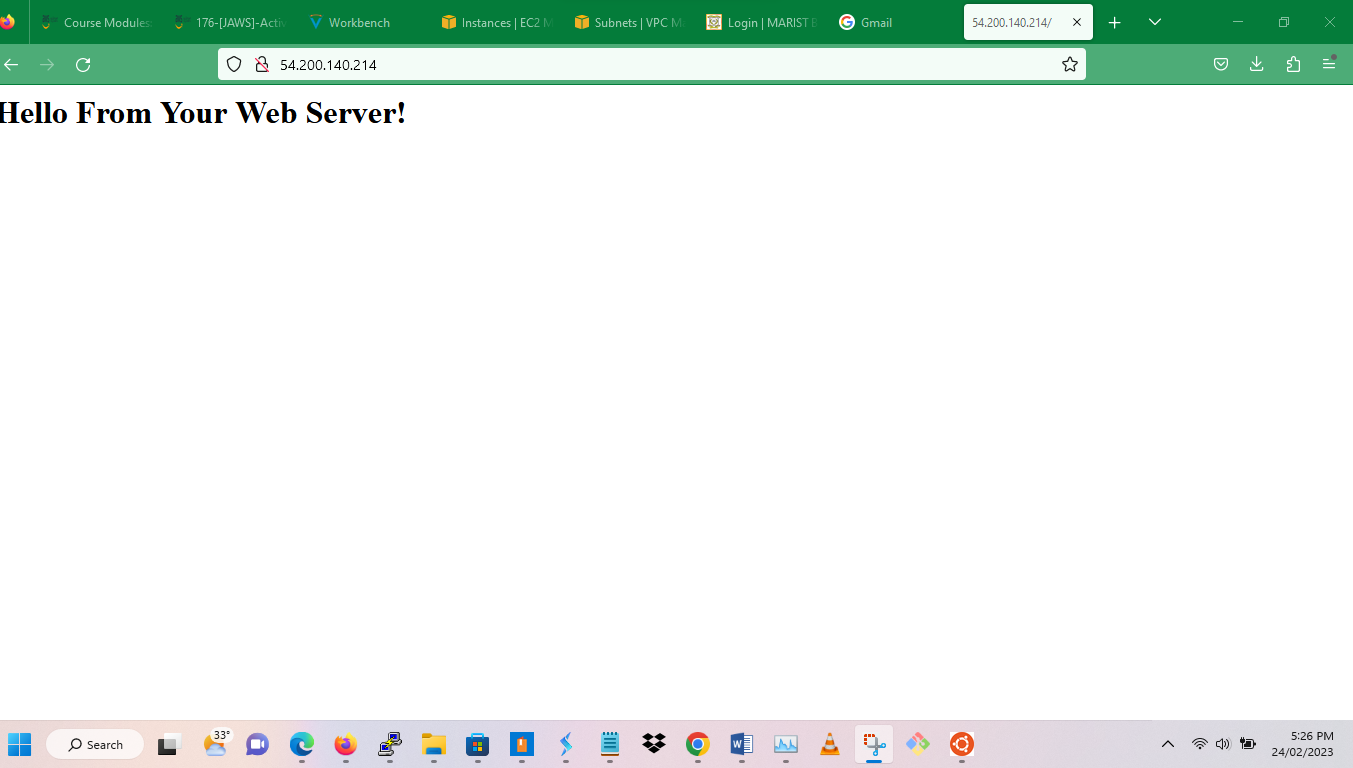 Course Modules:
176-[JAWS]-Activ
Workbench
Instances | EC2 M
Subnets | VPC M
Login | MARIST B
Gmail
54.200.140.214/
54.200.140.214
Hello From Your Web Server!
Search
33°
5:26 PM
24/02/2023